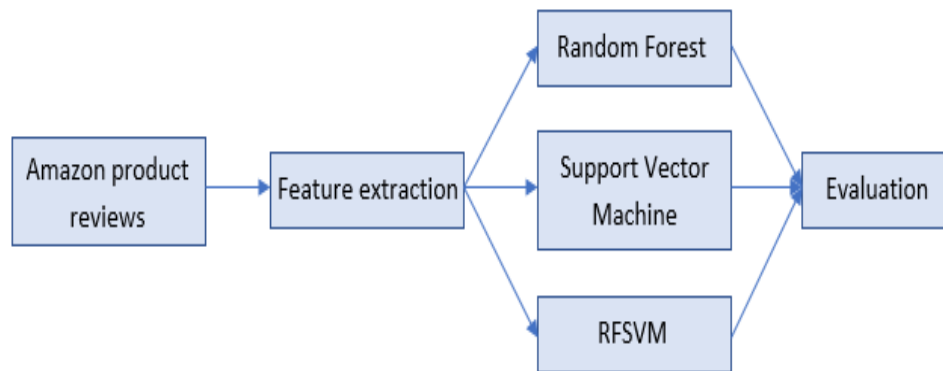 Amazon product
reviews
Feature extraction
Random Forest
Support Vector
Machine
RFSVM
Evaluation